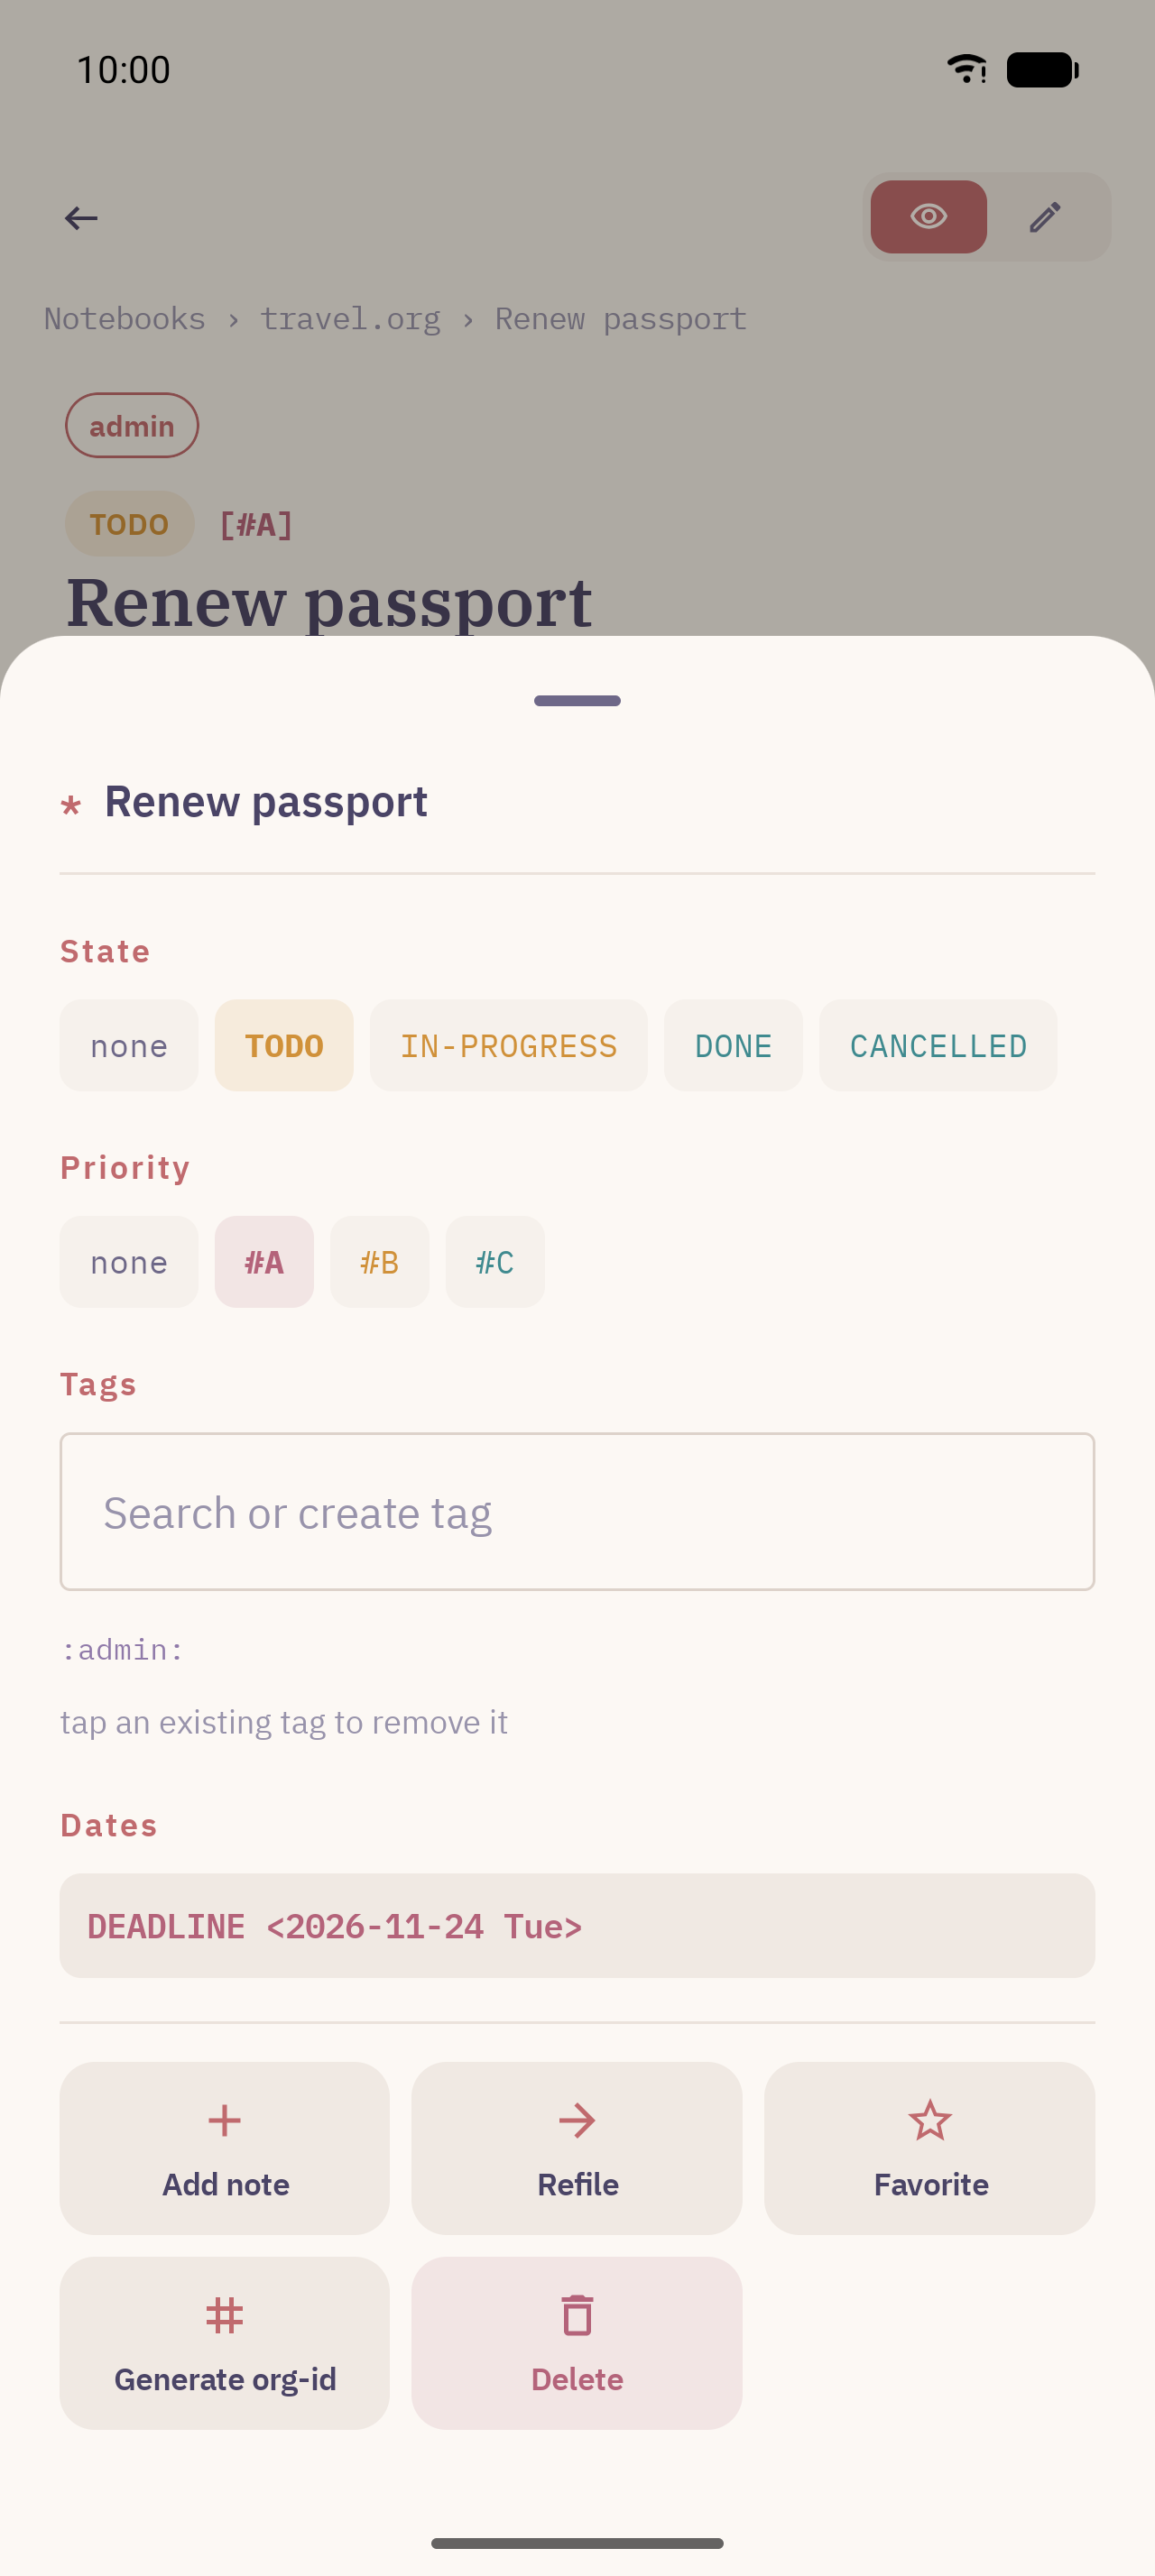 10:00
Notebooks › travel.org › Renew passport
admin
TODO [#A]
Renew passport
* Renew passport
State
none TODO IN-PROGRESS DONE CANCELLED
Priority
none #A #B #C
Tags
Search or create tag
:admin:
tap an existing tag to remove it
Dates
DEADLINE <2026-11-24 Tue>
Add note Refile Favorite
Generate org-id Delete